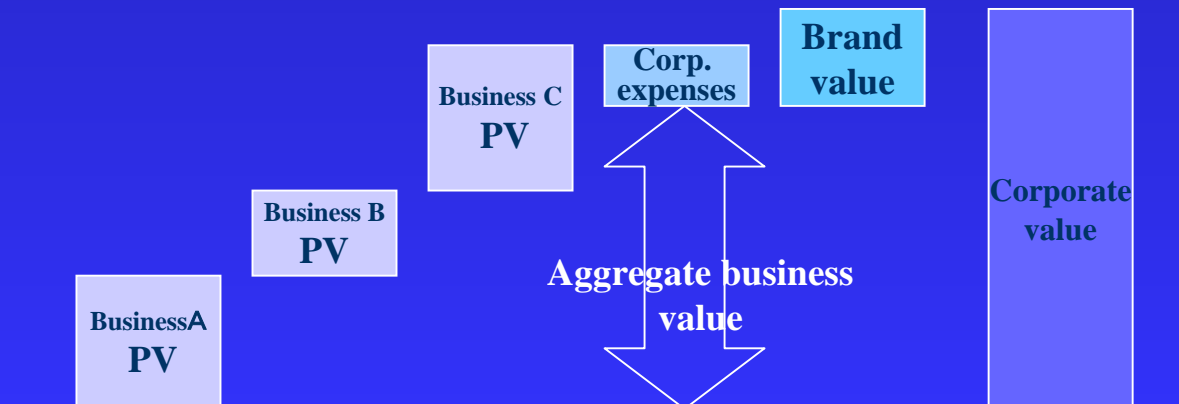 Business C
PV
Corp.
expenses
Brand
value
Business B
PV
Corporate
value
Aggregate business
value
BusinessA
PV